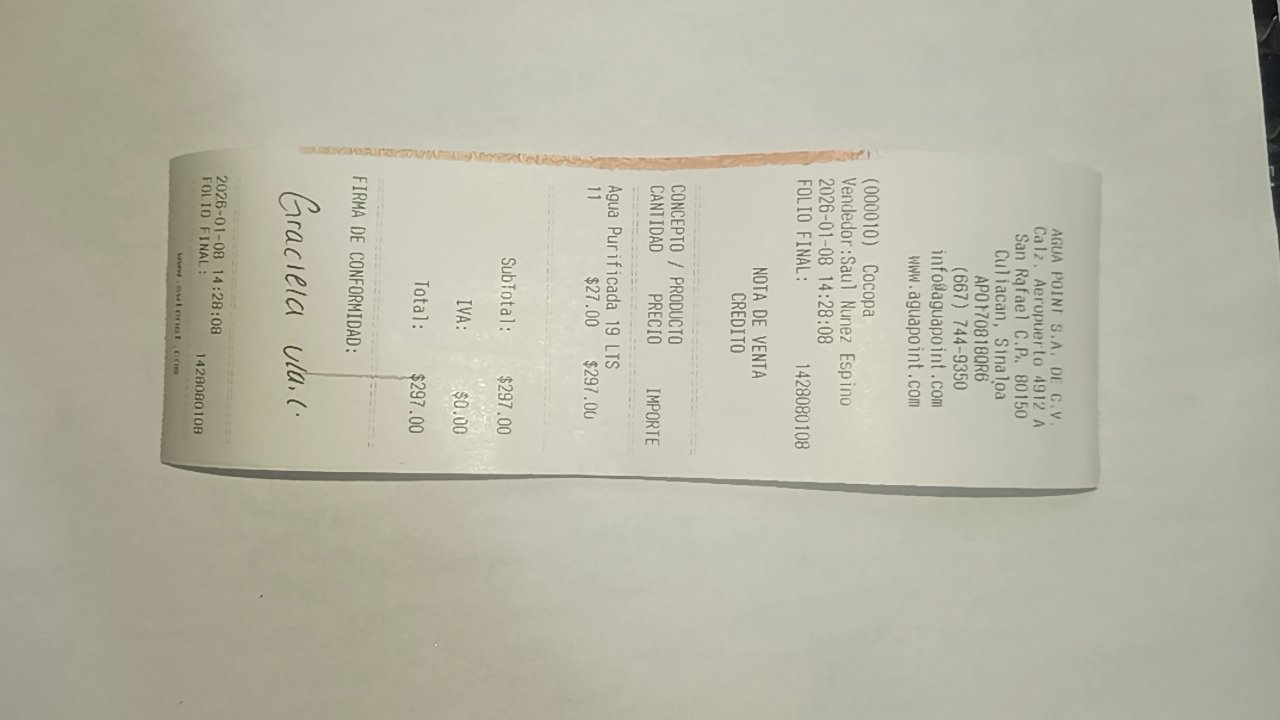 AGUA POINT S.A. DE C.V.
Calz. Aeropuerto 4912 A
San Rafael C.P. 80150
Culiacan, Sinaloa
APO170818QR6
(667) 744-9350
info@aguapoint.com
www.aguapoint.com
(000010) Cocopa
Vendedor:Saul Nunez Espino
2026-01-08 14:28:08
FOLIO FINAL: 1428080108
NOTA DE VENTA
CREDITO
CONCEPTO / PRODUCTO
CANTIDAD PRECIO IMPORTE
Agua Purificada 19 LTS
11 $27.00 $297.00
SubTotal: $297.00
IVA: $0.00
Total: $297.00
FIRMA DE CONFORMIDAD:
Graciela
2026-01-08 14:28:08
FOLIO FINAL: 1428080108